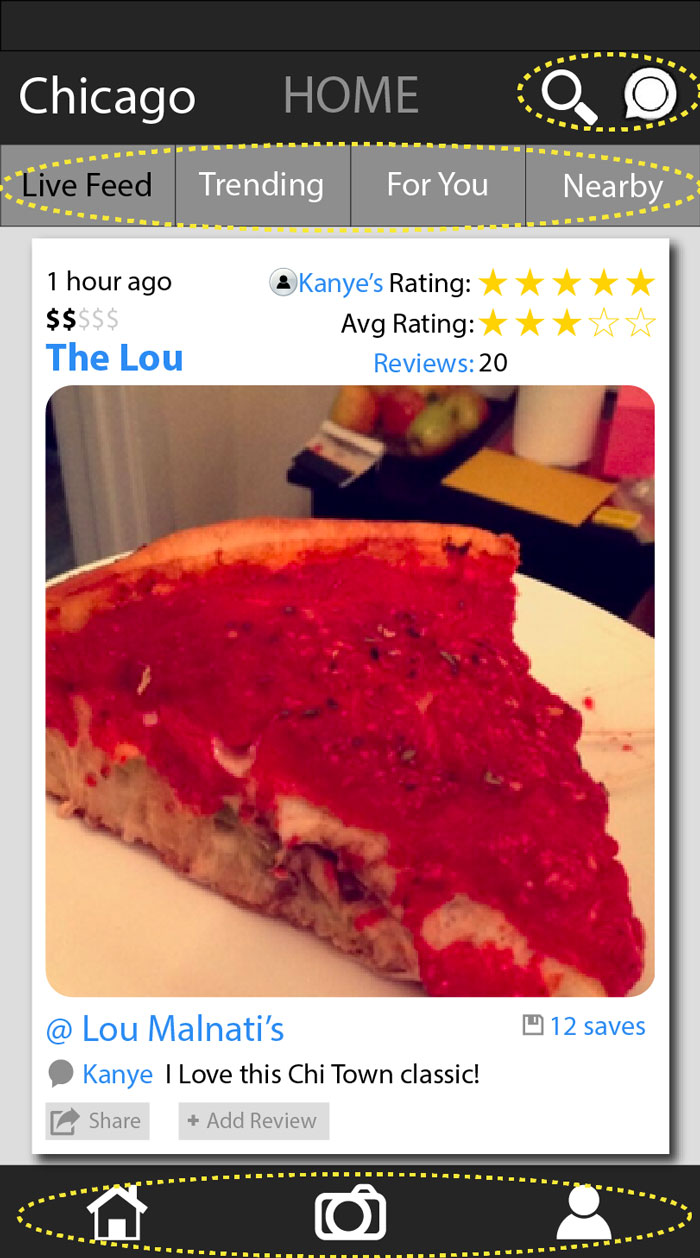 Chicago HOME
Live Feed Trending For You Nearby
1 hour ago Kanye's Rating:
$$$$$ Avg Rating:
The Lou Reviews: 20
@ Lou Malnati's 12 saves
Kanye I Love this Chi Town classic!
Share + Add Review